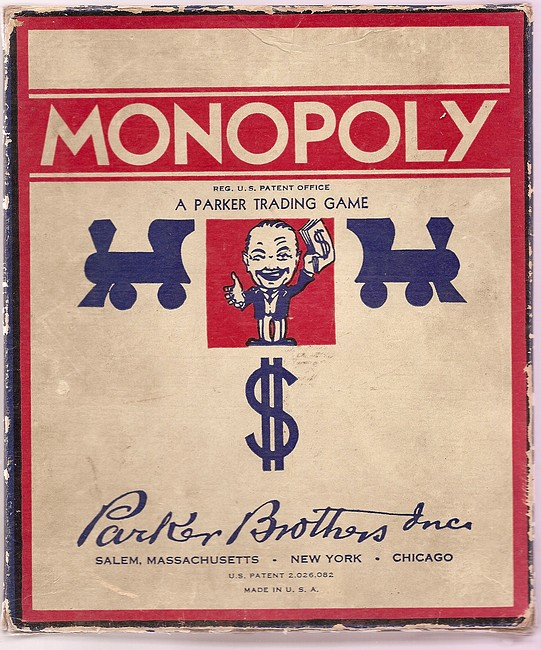 MONOPOLY
REG. U.S. PATENT OFFICE
A PARKER TRADING GAME
$
$
Parker Brothers Inc.
SALEM, MASSACHUSETTS • NEW YORK • CHICAGO
U.S. PATENT 2,026,082
MADE IN U. S. A.